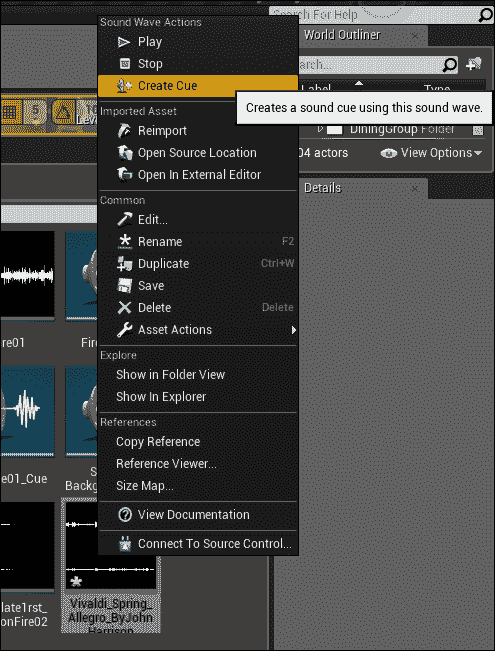 Search For Help
Sound Wave Actions
Play
Stop
Create Cue
Creates a sound cue using this sound wave.
World Outliner
Label
Type
DiningGroup Folder
04 actors
View Options
Details
Imported Asset
Reimport
Open Source Location
Open In External Editor
Common
Edit...
Rename F2
Duplicate Ctrl+W
Save
Delete Delete
Asset Actions
Explore
Show in Folder View
Show In Explorer
References
Copy Reference
Reference Viewer...
Size Map...
View Documentation
Connect To Source Control...
re01
Fire
e01_Cue
S
Backg
late1rst_
onFire02
Vivaldi_Spring_
Allegro_ByJohn
Harrison